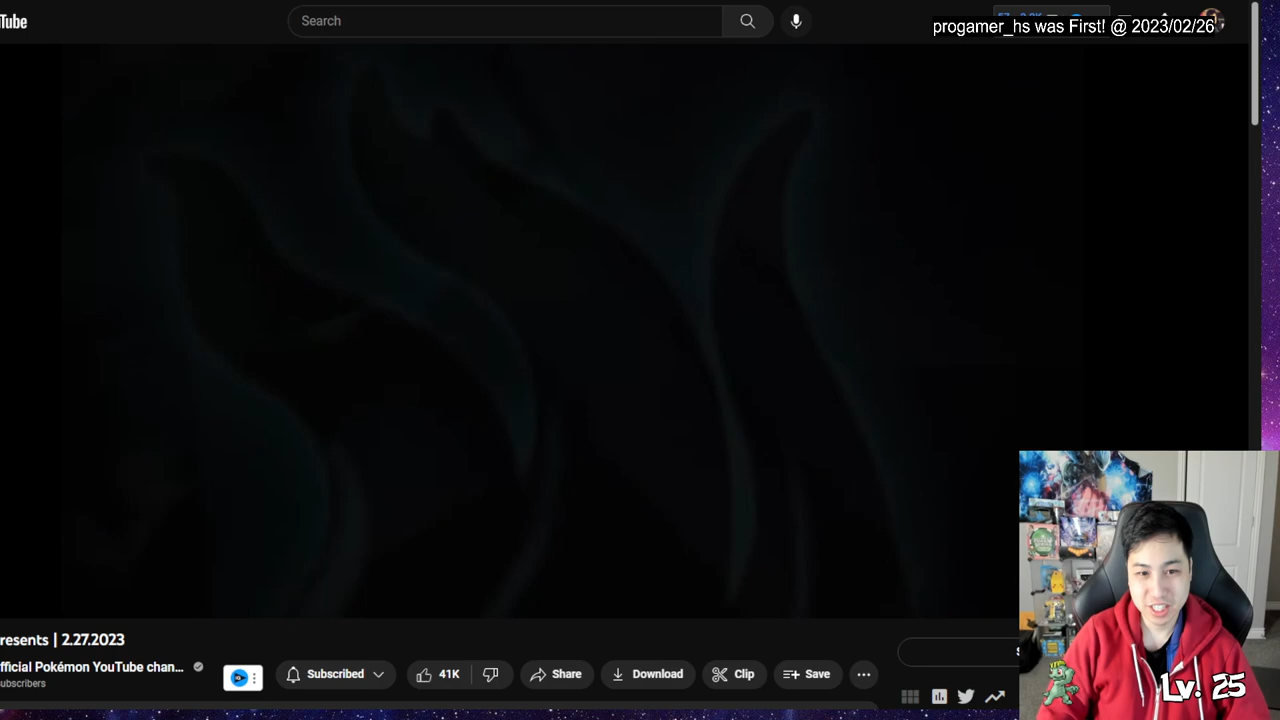 Tube
Search
progamer_hs was First! @ 2023/02/26
resents | 2.27.2023
fficial Pokémon YouTube chan...
subscribers
Subscribed
41K
Share
Download
Clip
Save
Lv. 25